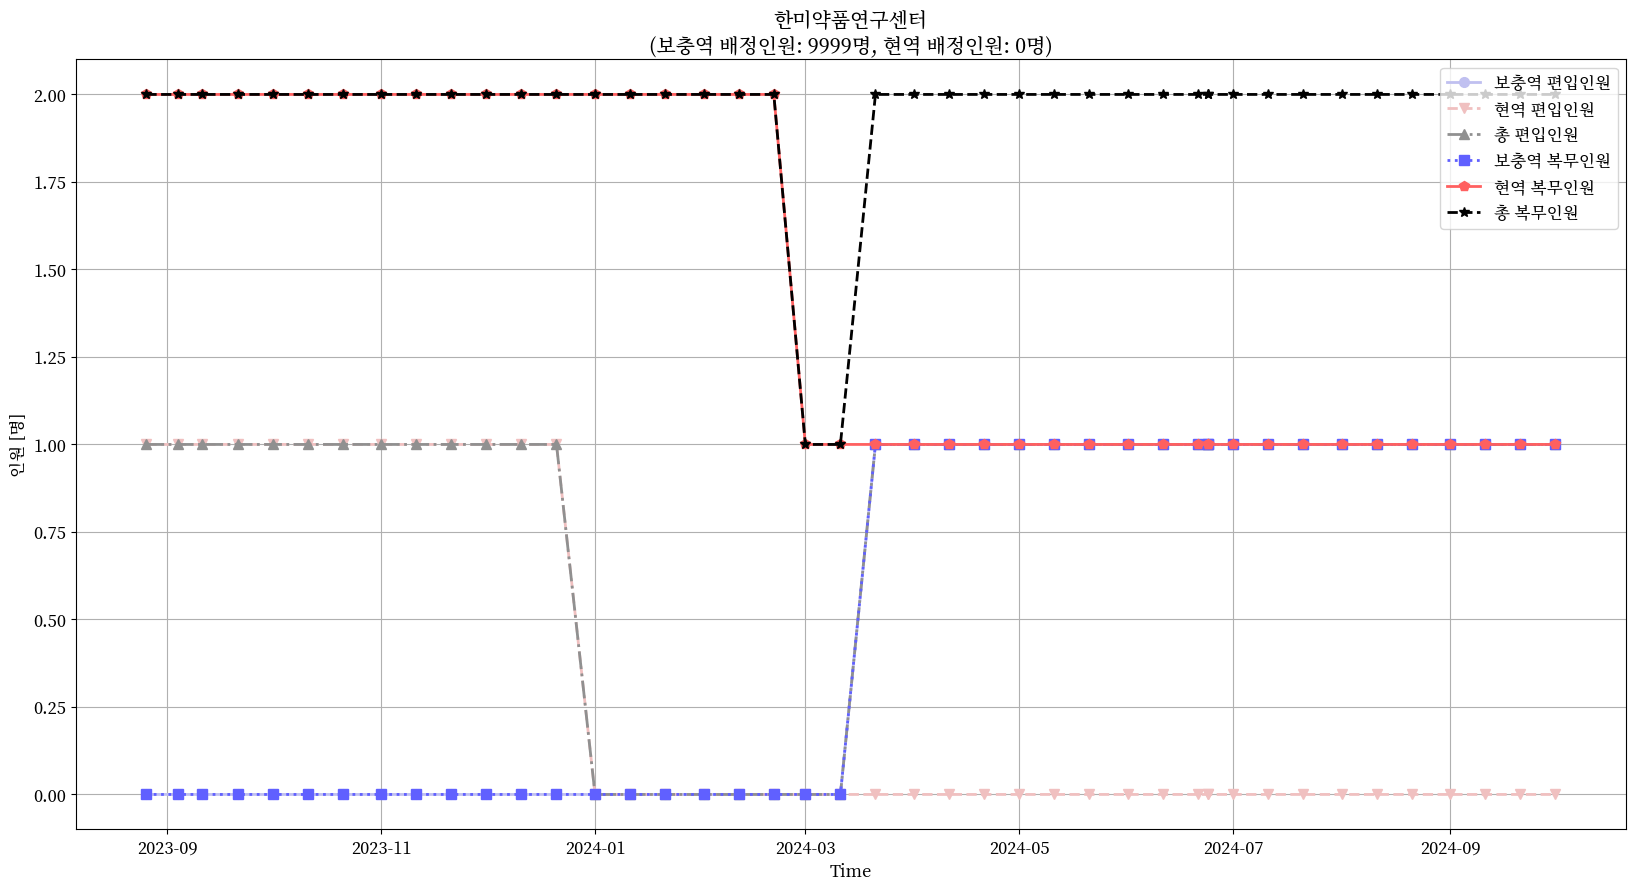 한미약품연구센터
(보충역 배정인원: 9999명, 현역 배정인원: 0명)
보충역 편입인원
현역 편입인원
총 편입인원
보충역 복무인원
현역 복무인원
총 복무인원
인원 [명]
2.00
1.75
1.50
1.25
1.00
0.75
0.50
0.25
0.00
2023-09 2023-11 2024-01 2024-03 2024-05 2024-07 2024-09
Time